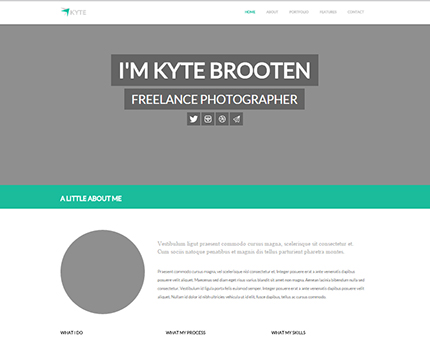 KYTE
HOME ABOUT PORTFOLIO FEATURES CONTACT
I'M KYTE BROOTEN
FREELANCE PHOTOGRAPHER
A LITTLE ABOUT ME
Vestibulum ligut praesent commodo cursus magna, scelerisque sit consectetur et.
Cum sociis natoque penatibus et magnis dis tellus parturient pharetra montes.
Praesent commodo cursus magna vel scelerisque nisl consectetur et. Integer posuere erat a ante venenatis dapibus
posuere velit aliquet. Maecenas sed diam eget risus varius blandit sit amet non magna aenean lacinia bibendum nulla sed
consectetur. Vestibulum id ligula porta felis euismod semper. Integer posuere erat a ante venenatis dapibus posuere velit
aliquet. Nullam id dolor id nibh ultricies vehicula ut id elit, fusce dapibus, tellus ac cursus commodo.
WHAT I DO WHAT MY PROCESS WHAT MY SKILLS